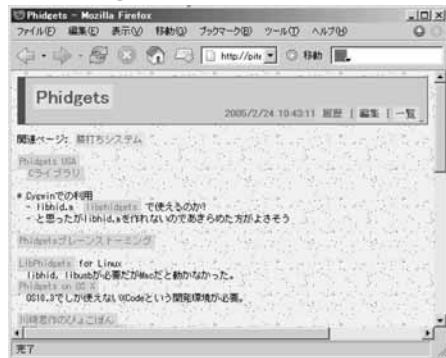 Phidgets - Mozilla Firefox
ファイル(F) 編集(E) 表示(V) 移動(G) ブックマーク(B) ツール(T) ヘルプ(H)
http://pite 移動
Phidgets
2005/2/24 10:43:11 履歴 | 編集 | 一覧
関連ページ: 鞘打ちシステム
Phidgets USA
Cライブラリ
* Cygwinでの利用
- libhid.a libphidgets で使えるのか?
- と思ったがlibhid.aを作れないのであきらめた方がよさそう
Phidgetsブレーンストーミング
LibPhidgets for Linux
libhid, libusbが必要だがMacだと動かなかった。
Phidgets on OS X
OS10.3でしか使えないXCodeという開発環境が必要。
完了